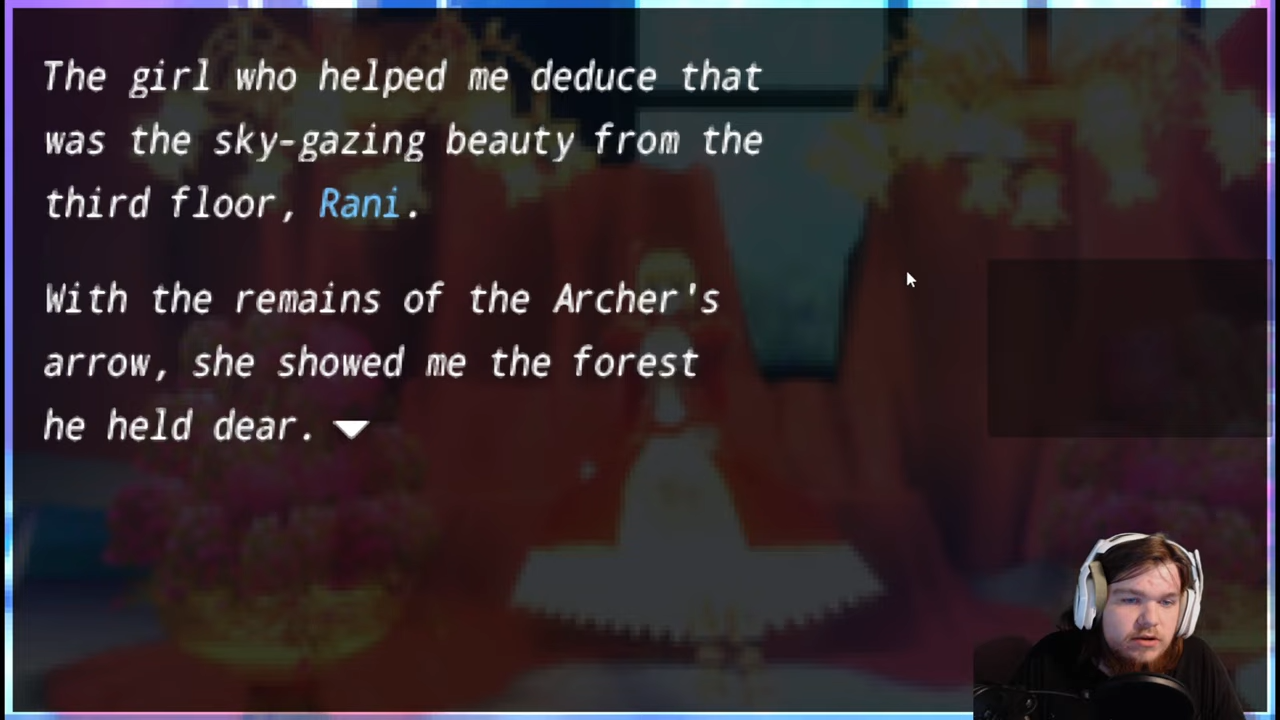 The girl who helped me deduce that
was the sky-gazing beauty from the
third floor, Rani.
With the remains of the Archer's
arrow, she showed me the forest
he held dear.